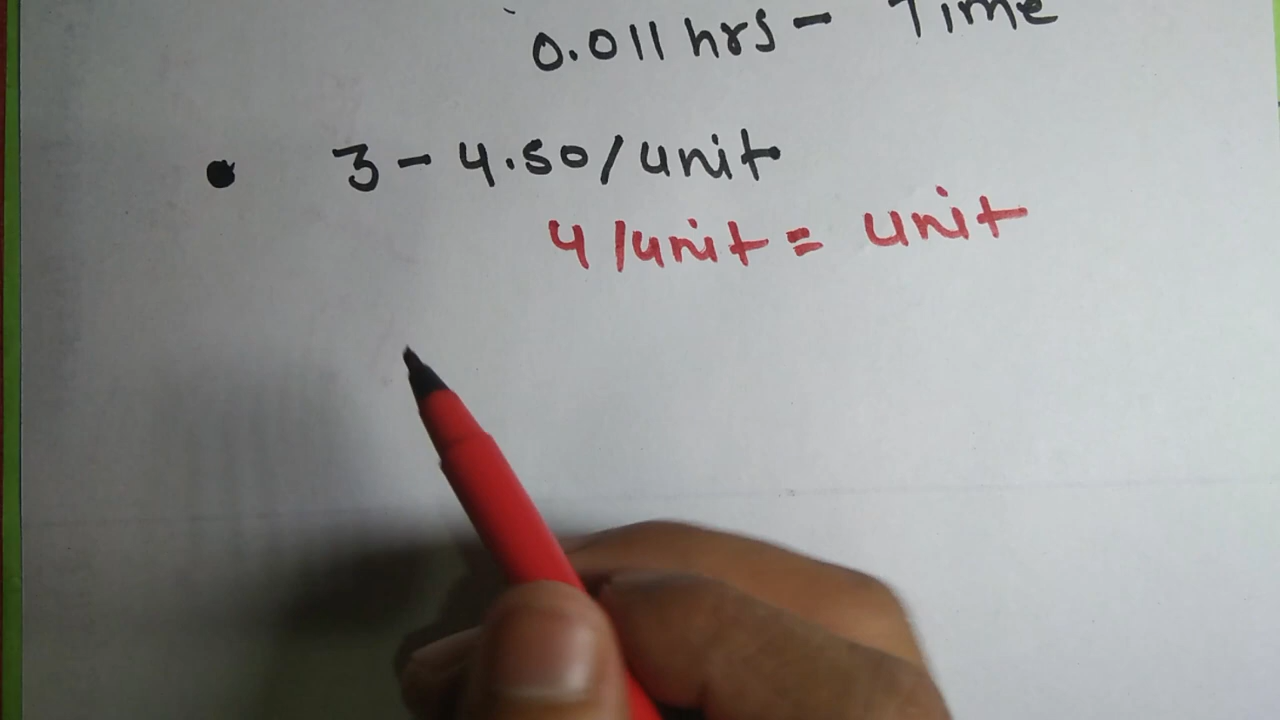 0.011 hrs - Time
3 - 4.50/unit
4/unit = unit